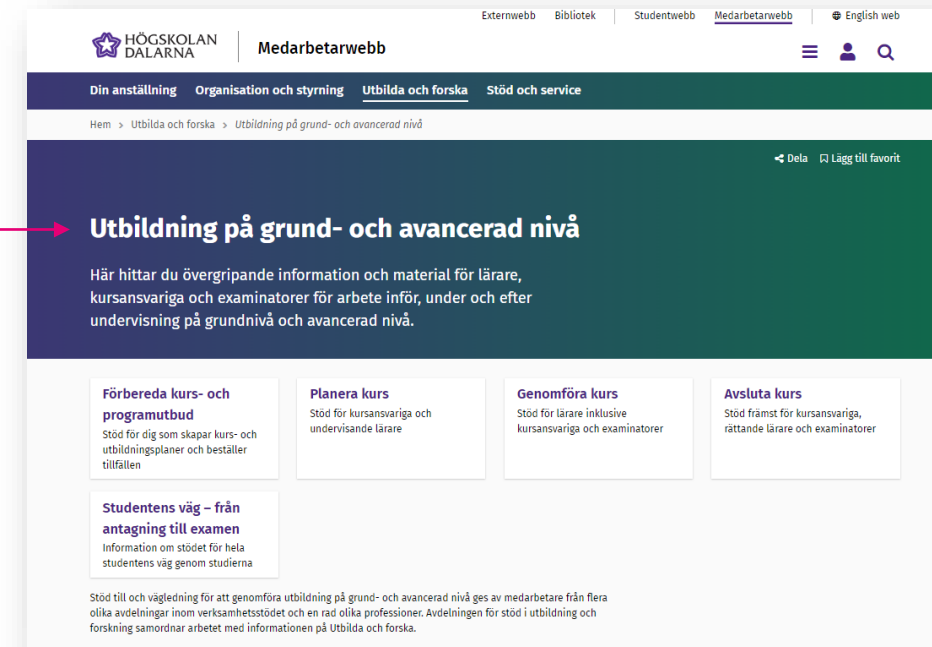 Externwebb Bibliotek Studentwebb Medarbetarwebb English web
HÖGSKOLAN
DALARNA
Medarbetarwebb
Din anställning Organisation och styrning Utbilda och forska Stöd och service
Hem > Utbilda och forska > Utbildning på grund- och avancerad nivå
Dela Lägg till favorit
Utbildning på grund- och avancerad nivå
Här hittar du övergripande information och material för lärare,
kursansvariga och examinatorer för arbete inför, under och efter
undervisning på grundnivå och avancerad nivå.
Förbereda kurs- och
programutbud
Stöd för dig som skapar kurs- och
utbildningsplaner och beställer
tillfällen
Planera kurs
Stöd för kursansvariga och
undervisande lärare
Genomföra kurs
Stöd för lärare inklusive
kursansvariga och examinatorer
Avsluta kurs
Stöd främst för kursansvariga,
rättande lärare och examinatorer
Studentens väg – från
antagning till examen
Information om stödet för hela
studentens väg genom studierna
Stöd till och vägledning för att genomföra utbildning på grund- och avancerad nivå ges av medarbetare från flera
olika avdelningar inom verksamhetsstödet och en rad olika professioner. Avdelningen för stöd i utbildning och
forskning samordnar arbetet med informationen på Utbilda och forska.